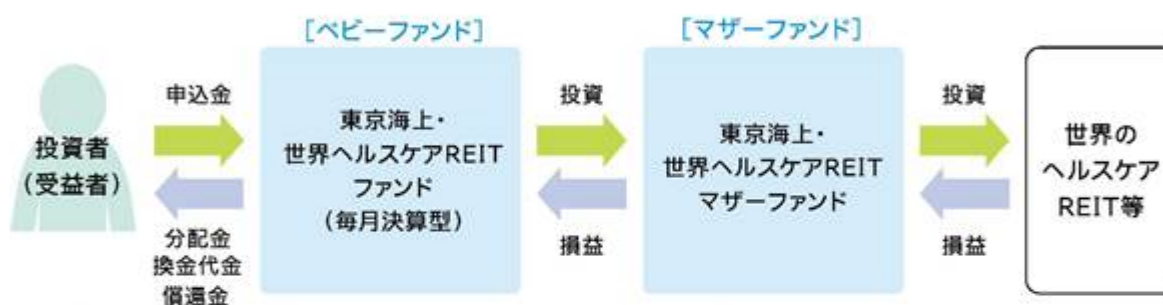 [ベビーファンド]
[マザーファンド]
投資者
(受益者)
申込金
分配金
換金代金
償還金
東京海上・
世界ヘルスケアREIT
ファンド
(毎月決算型)
投資
損益
東京海上・
世界ヘルスケアREIT
マザーファンド
投資
損益
世界の
ヘルスケア
REIT等